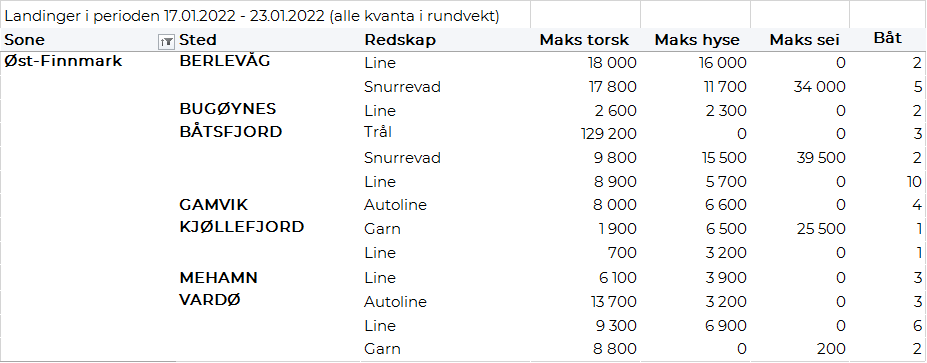 Landinger i perioden 17.01.2022 - 23.01.2022 (alle kvanta i rundvekt)
Sone Sted Redskap Maks torsk Maks hyse Maks sei Båt
Øst-Finnmark BERLEVÅG Line 18 000 16 000 0 2
Snurrevad 17 800 11 700 34 000 5
BUGØYNES Line 2 600 2 300 0 2
BÅTSFJORD Trål 129 200 0 0 3
Snurrevad 9 800 15 500 39 500 2
Line 8 900 5 700 0 10
GAMVIK Autoline 8 000 6 600 0 4
KJØLLEFJORD Garn 1 900 6 500 25 500 1
Line 700 3 200 0 1
MEHAMN Line 6 100 3 900 0 3
VARDØ Autoline 13 700 3 200 0 3
Line 9 300 6 900 0 6
Garn 8 800 0 200 2